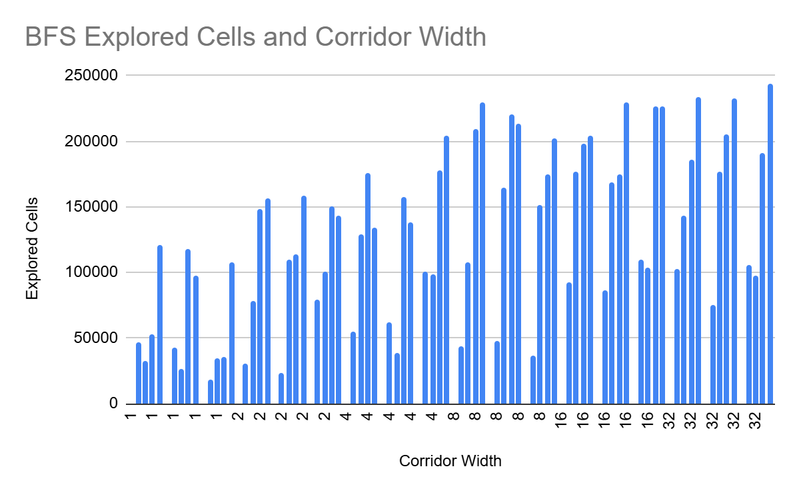 BFS Explored Cells and Corridor Width
250000
200000
150000
100000
50000
0
Explored Cells
1 1 1 1 1 2 2 2 2 2 4 4 4 4 4 8 8 8 8 8 16 16 16 16 16 32 32 32 32 32
Corridor Width